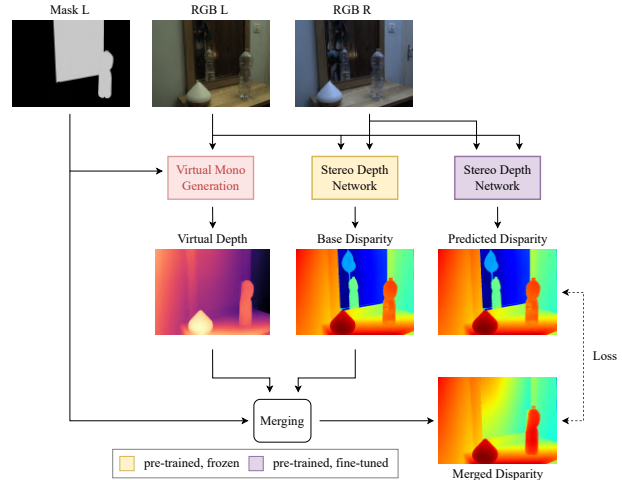 Mask L
RGB L
RGB R
Virtual Mono
Generation
Stereo Depth
Network
Stereo Depth
Network
Virtual Depth
Base Disparity
Predicted Disparity
Loss
Merging
pre-trained, frozen
pre-trained, fine-tuned
Merged Disparity